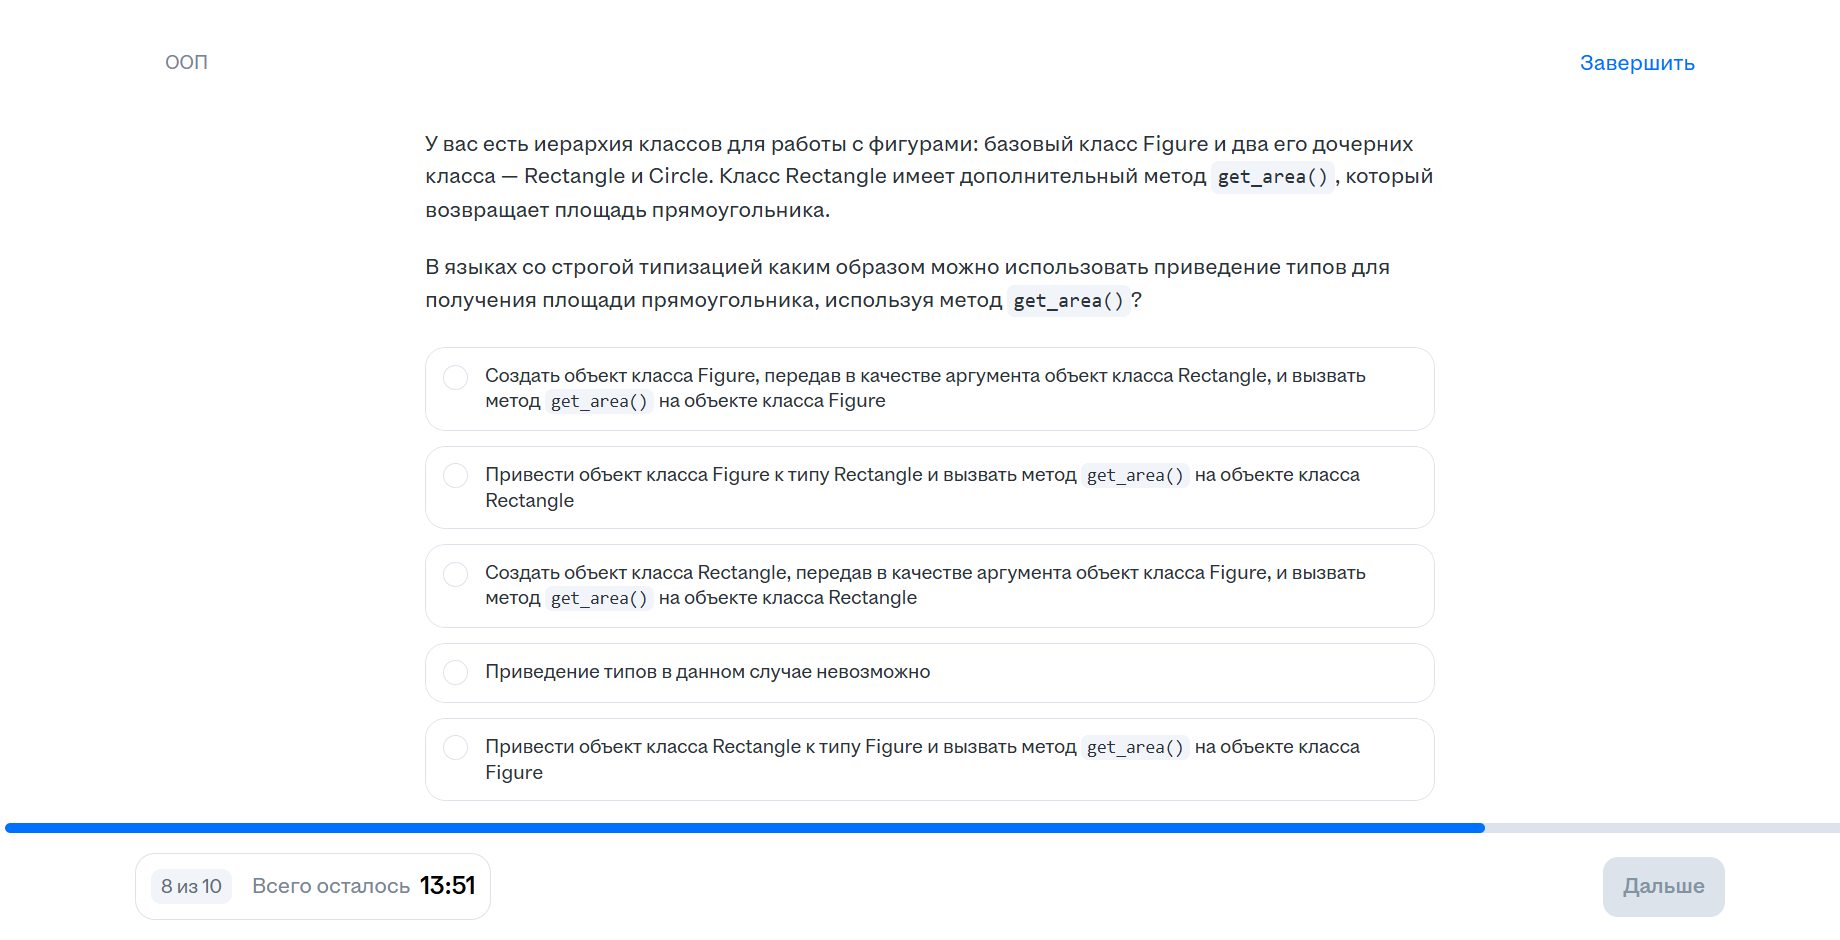 ООП
Завершить
У вас есть иерархия классов для работы с фигурами: базовый класс Figure и два его дочерних
класса — Rectangle и Circle. Класс Rectangle имеет дополнительный метод get_area(), который
возвращает площадь прямоугольника.
В языках со строгой типизацией каким образом можно использовать приведение типов для
получения площади прямоугольника, используя метод get_area()?
Создать объект класса Figure, передав в качестве аргумента объект класса Rectangle, и вызвать
метод get_area() на объекте класса Figure
Привести объект класса Figure к типу Rectangle и вызвать метод get_area() на объекте класса
Rectangle
Создать объект класса Rectangle, передав в качестве аргумента объект класса Figure, и вызвать
метод get_area() на объекте класса Rectangle
Приведение типов в данном случае невозможно
Привести объект класса Rectangle к типу Figure и вызвать метод get_area() на объекте класса
Figure
8 из 10 Всего осталось 13:51
Дальше